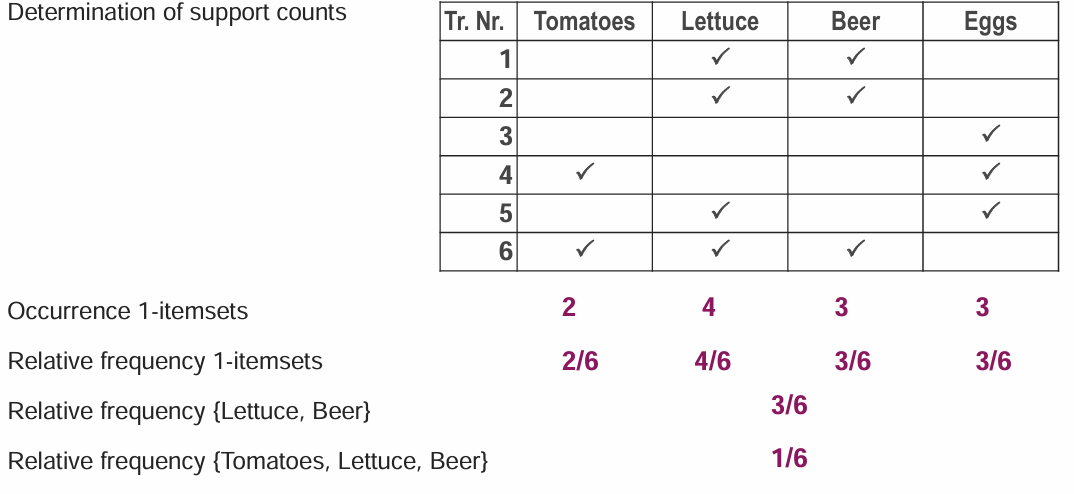 Determination of support counts
Tr. Nr. Tomatoes Lettuce Beer Eggs
1 ✓ ✓
2 ✓ ✓
3 ✓
4 ✓ ✓
5 ✓ ✓
6 ✓ ✓ ✓
Occurrence 1-itemsets 2 4 3 3
Relative frequency 1-itemsets 2/6 4/6 3/6 3/6
Relative frequency {Lettuce, Beer} 3/6
Relative frequency {Tomatoes, Lettuce, Beer} 1/6